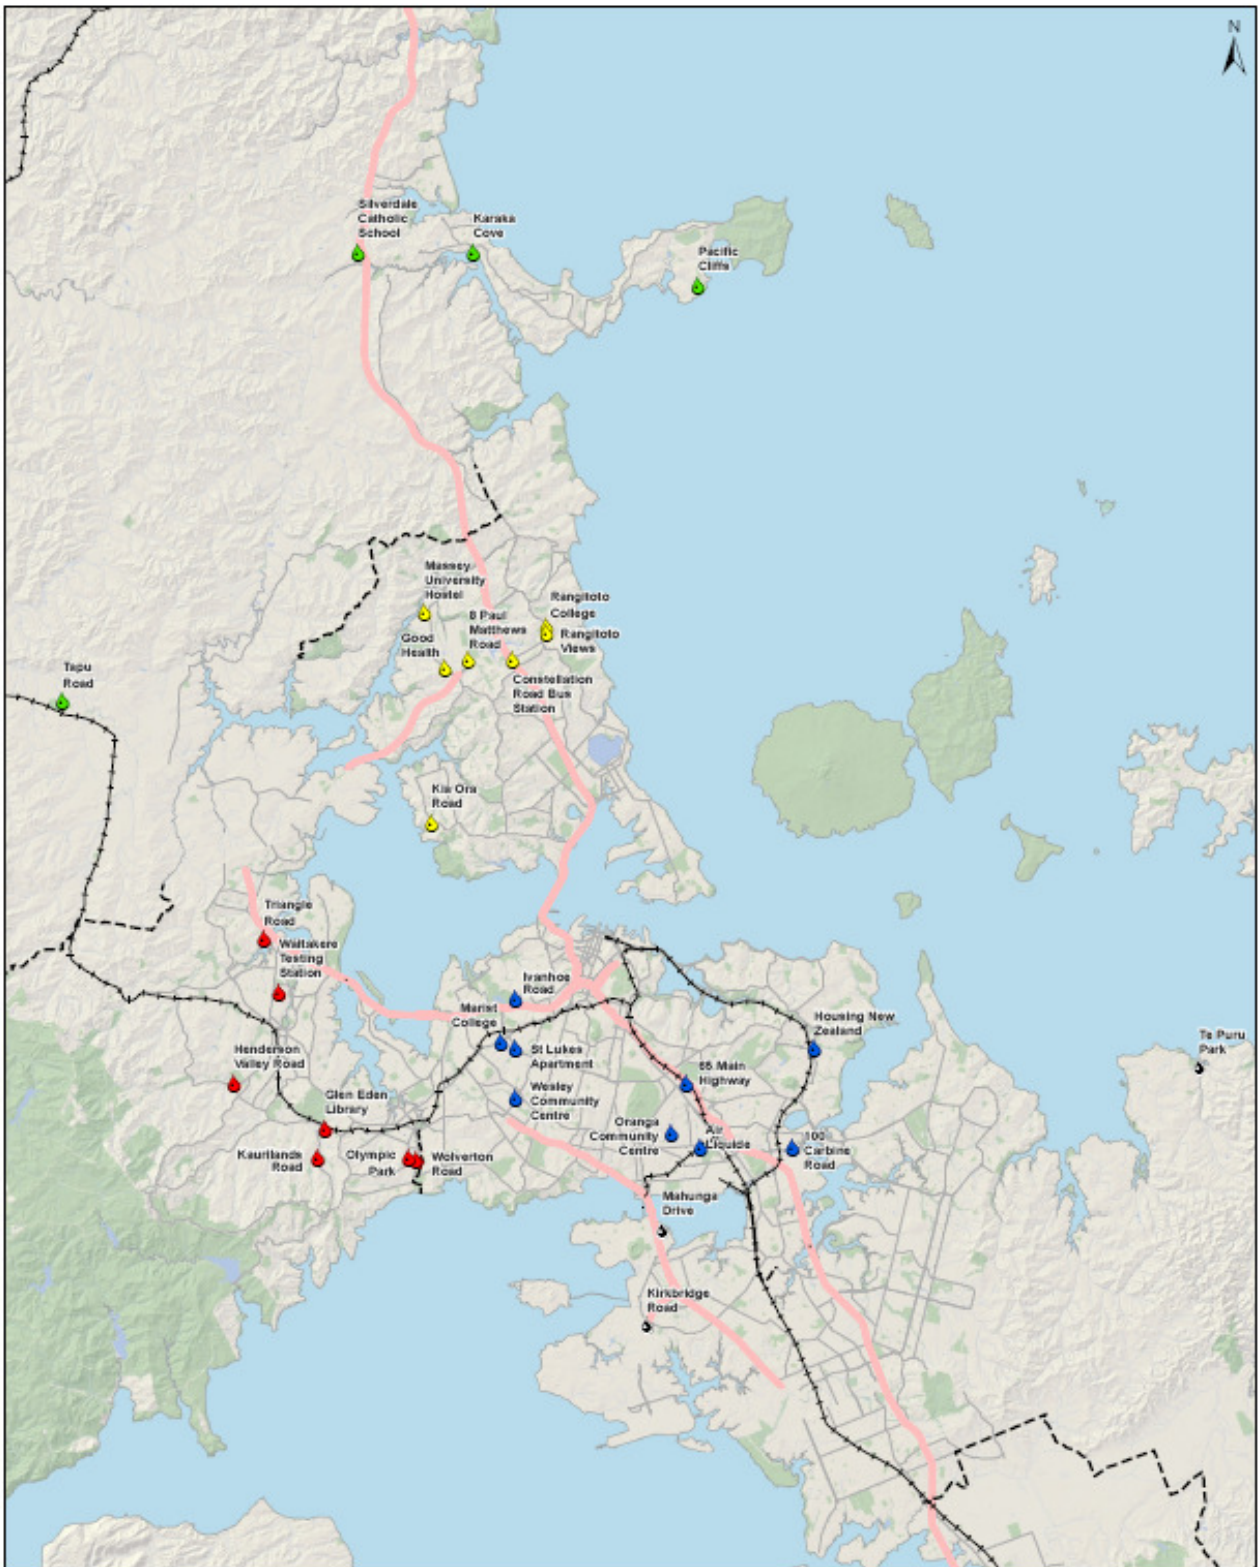 N
Silverdale
Catholic
School
Karaka
Cove
Pacific
Cliffs
Massey
University
Hostel
Rangitoto
College
8 Paul
Matthews
Road
Good
Health
Rangitoto
Views
Tapu
Road
Constellation
Road Bus
Station
Kia Ora
Road
Triangle
Road
Waitakere
Testing
Station
Ivanhoe
Road
Marist
College
Housing New
Zealand
St Lukes
Apartment
Te Puru
Park
Henderson
Valley Road
65 Main
Highway
Wesley
Community
Centre
Glen Eden
Library
Oranga
Community
Centre
Air
Liquide
100
Carbine
Road
Kaurilands
Road
Olympic
Park
Wolverton
Road
Mahunga
Drive
Kirkbridge
Road